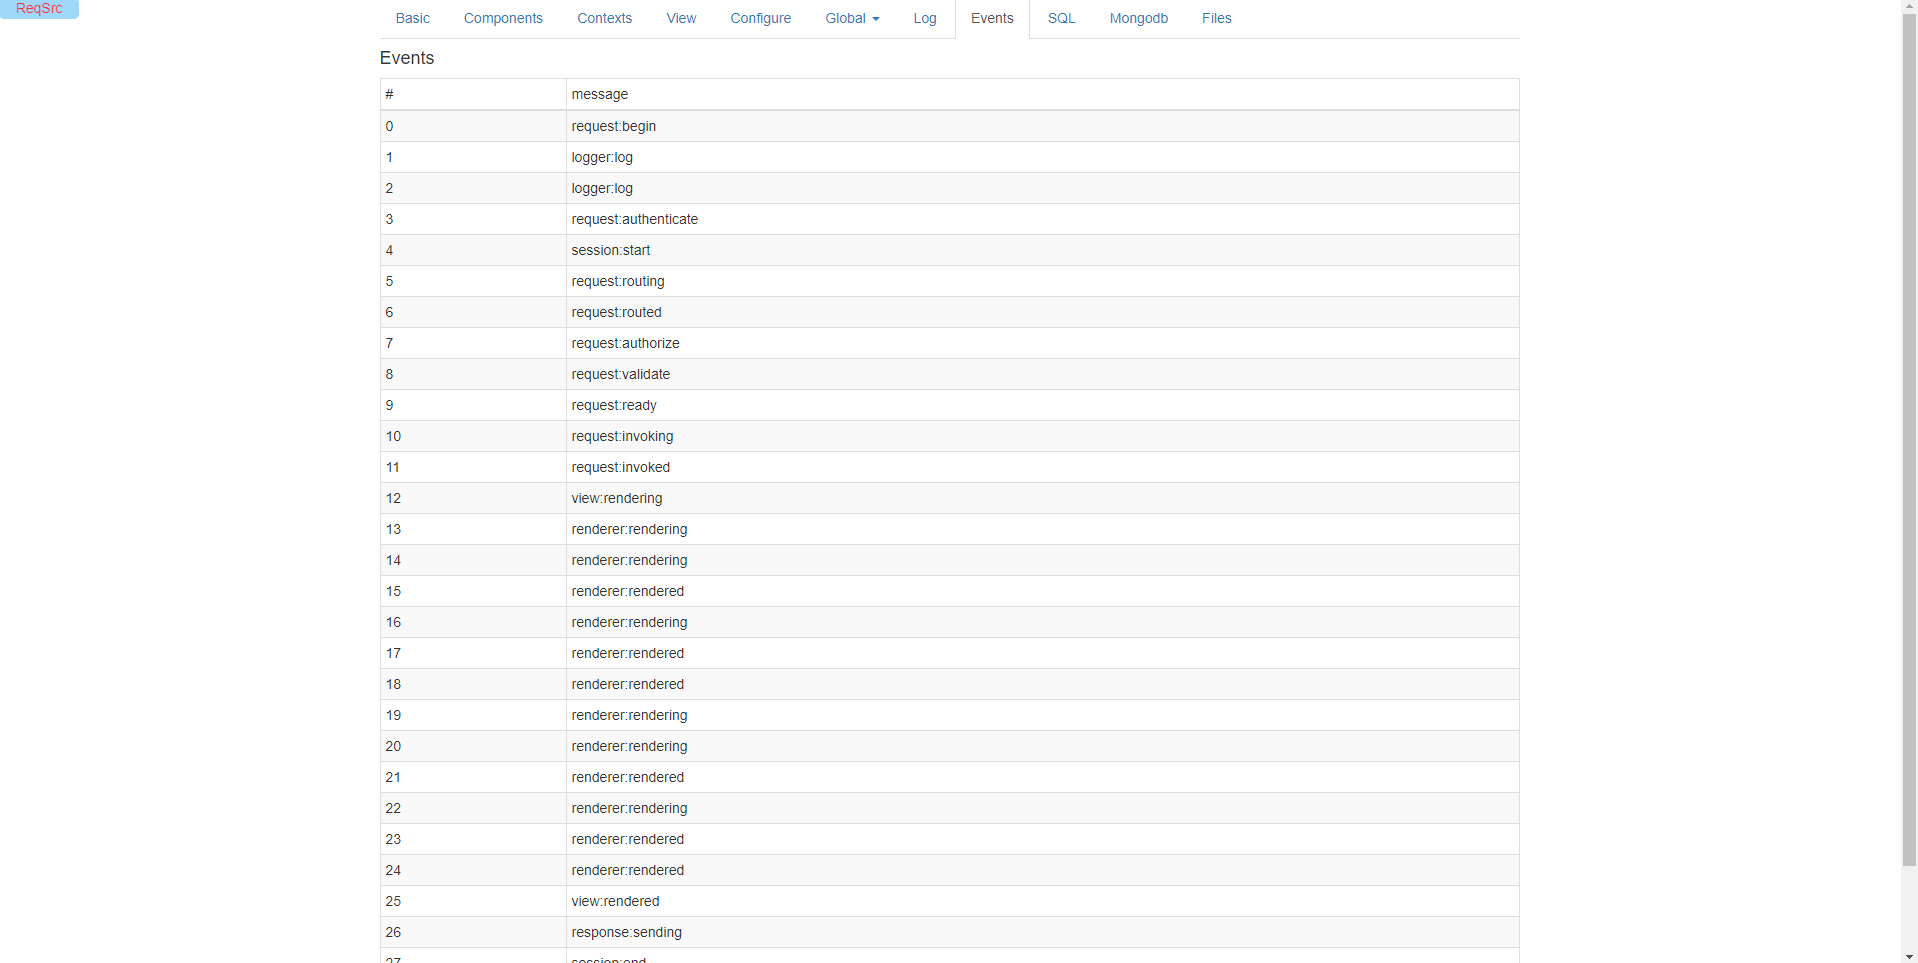 ReqSrc
Basic Components Contexts View Configure Global Log Events SQL Mongodb Files
Events
# message
0 request:begin
1 logger:log
2 logger:log
3 request:authenticate
4 session:start
5 request:routing
6 request:routed
7 request:authorize
8 request:validate
9 request:ready
10 request:invoking
11 request:invoked
12 view:rendering
13 renderer:rendering
14 renderer:rendering
15 renderer:rendered
16 renderer:rendering
17 renderer:rendered
18 renderer:rendered
19 renderer:rendering
20 renderer:rendering
21 renderer:rendered
22 renderer:rendering
23 renderer:rendered
24 renderer:rendered
25 view:rendered
26 response:sending
27 session:end